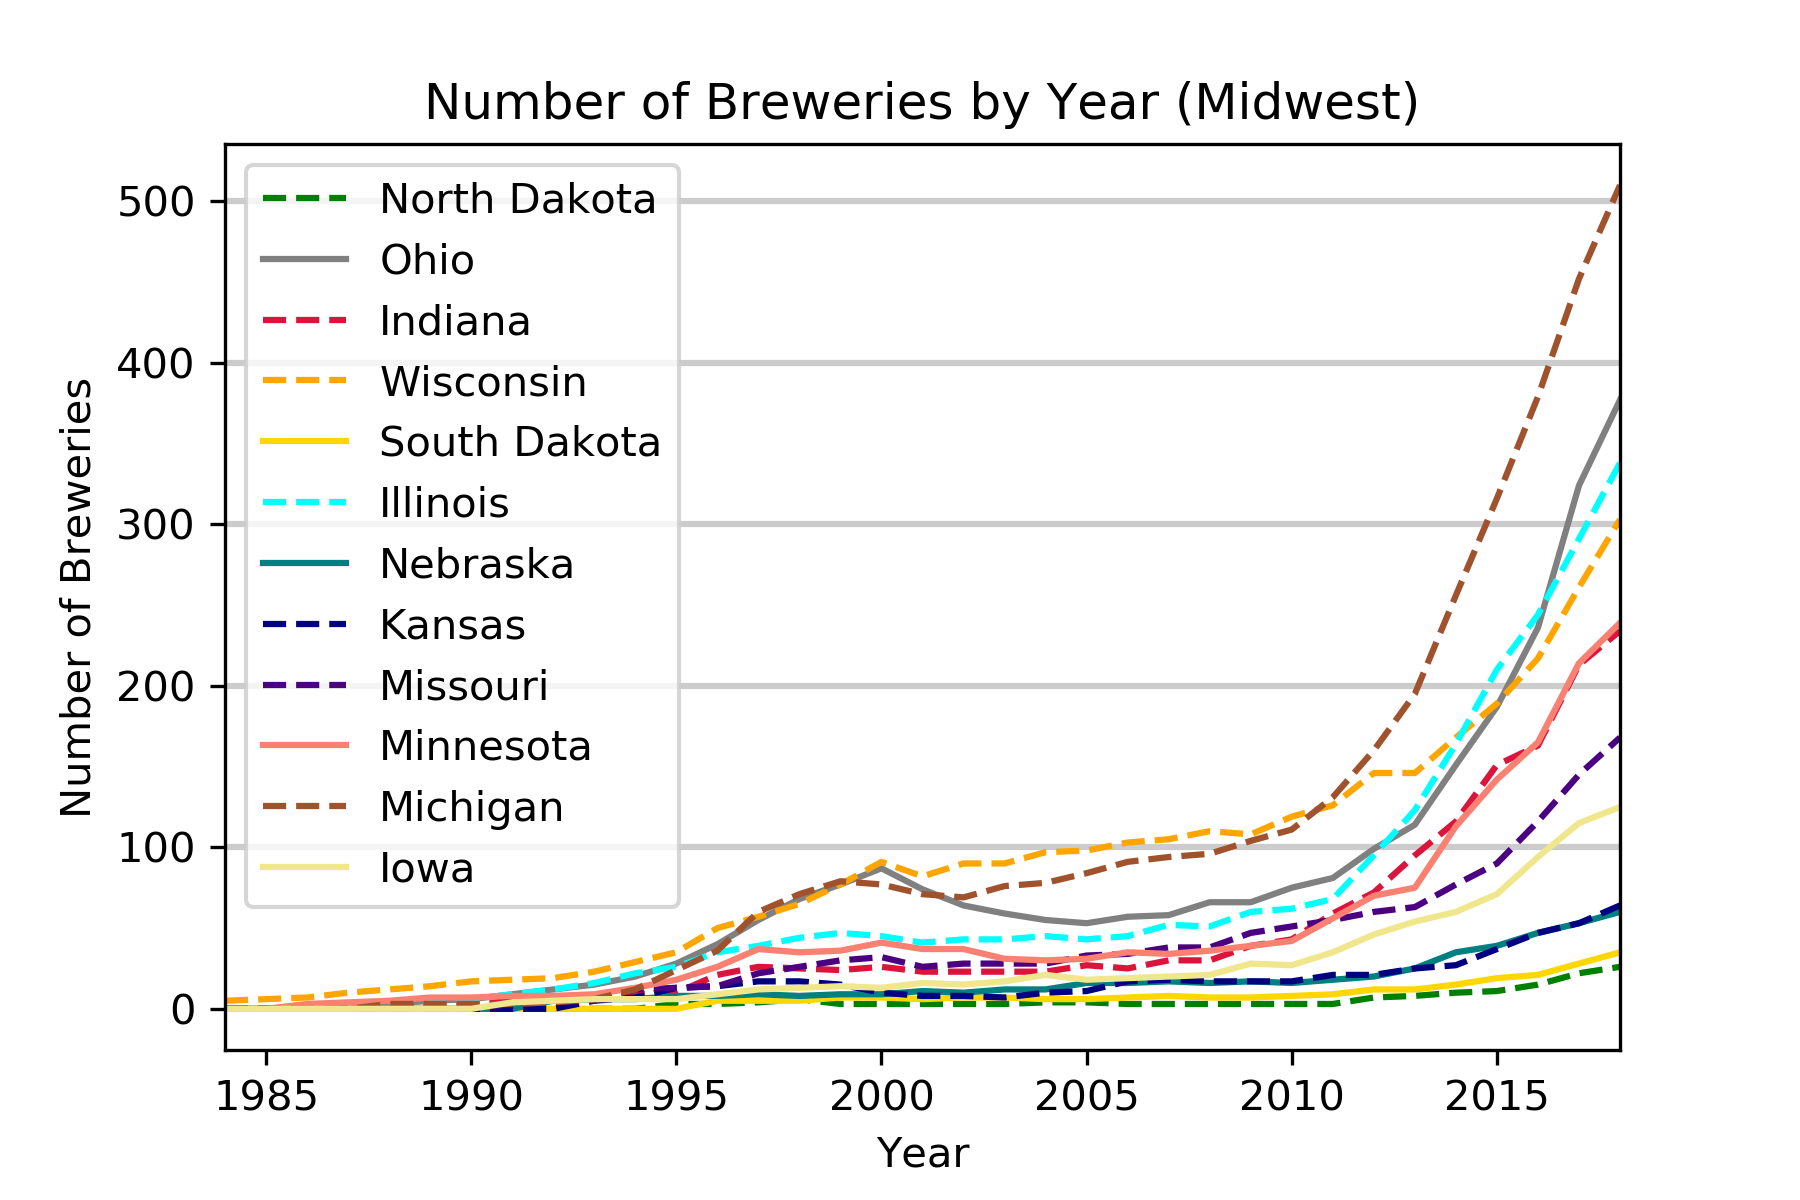 Number of Breweries by Year (Midwest)
Number of Breweries
500
400
300
200
100
0
North Dakota
Ohio
Indiana
Wisconsin
South Dakota
Illinois
Nebraska
Kansas
Missouri
Minnesota
Michigan
Iowa
1985 1990 1995 2000 2005 2010 2015
Year